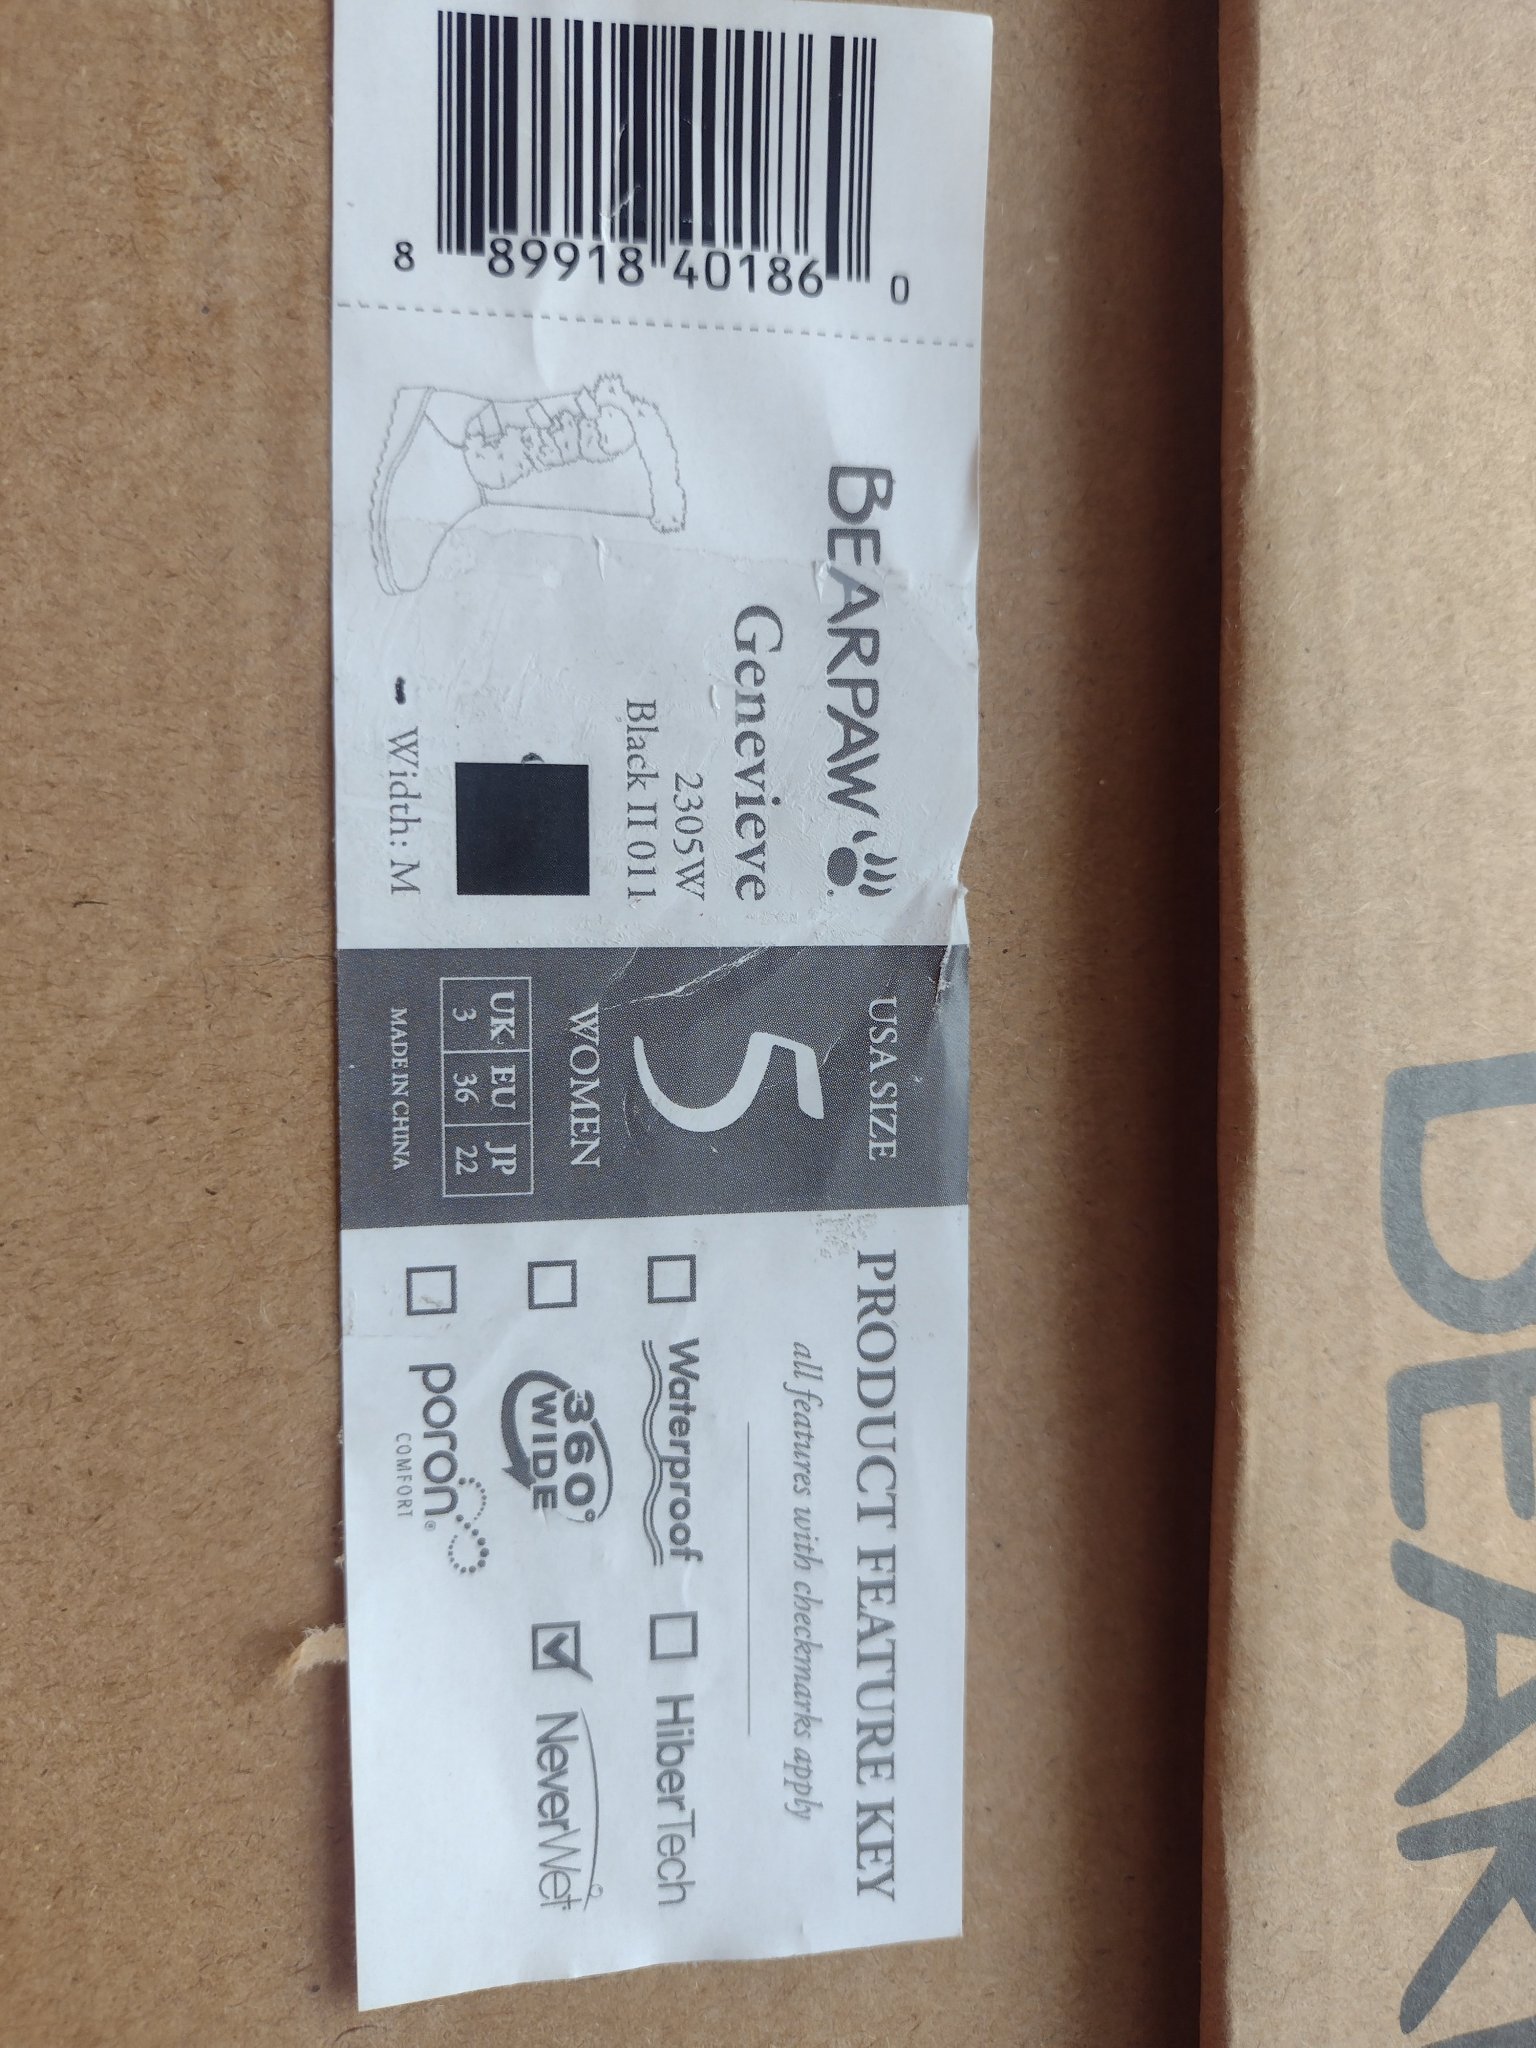 8 89918 40186 0
BEARPAW
Genevieve
2305W
Black II 011
Width: M
USA SIZE
5
WOMEN
UK EU JP
3 36 22
MADE IN CHINA
PRODUCT FEATURE KEY
all features with checkmarks apply
Waterproof HiberTech
360° WIDE NeverWet
poron®
COMFORT
BEAR